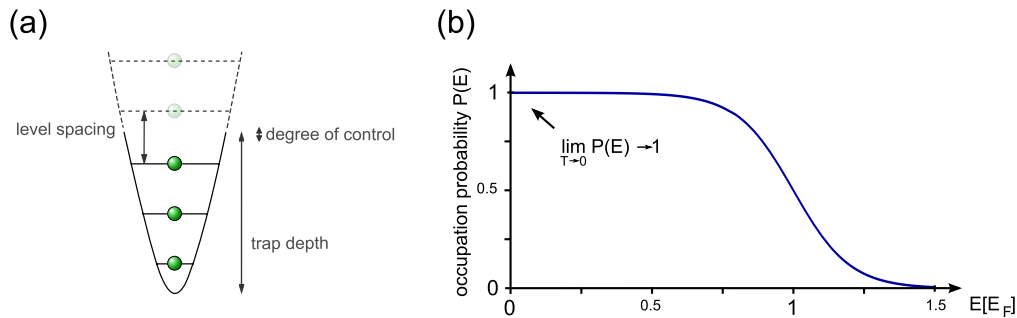 (a)
level spacing
degree of control
trap depth
(b)
occupation probability P(E)
1
0.5
0
lim P(E) →1
T→0
0
0.5
1
1.5
E[E_F]